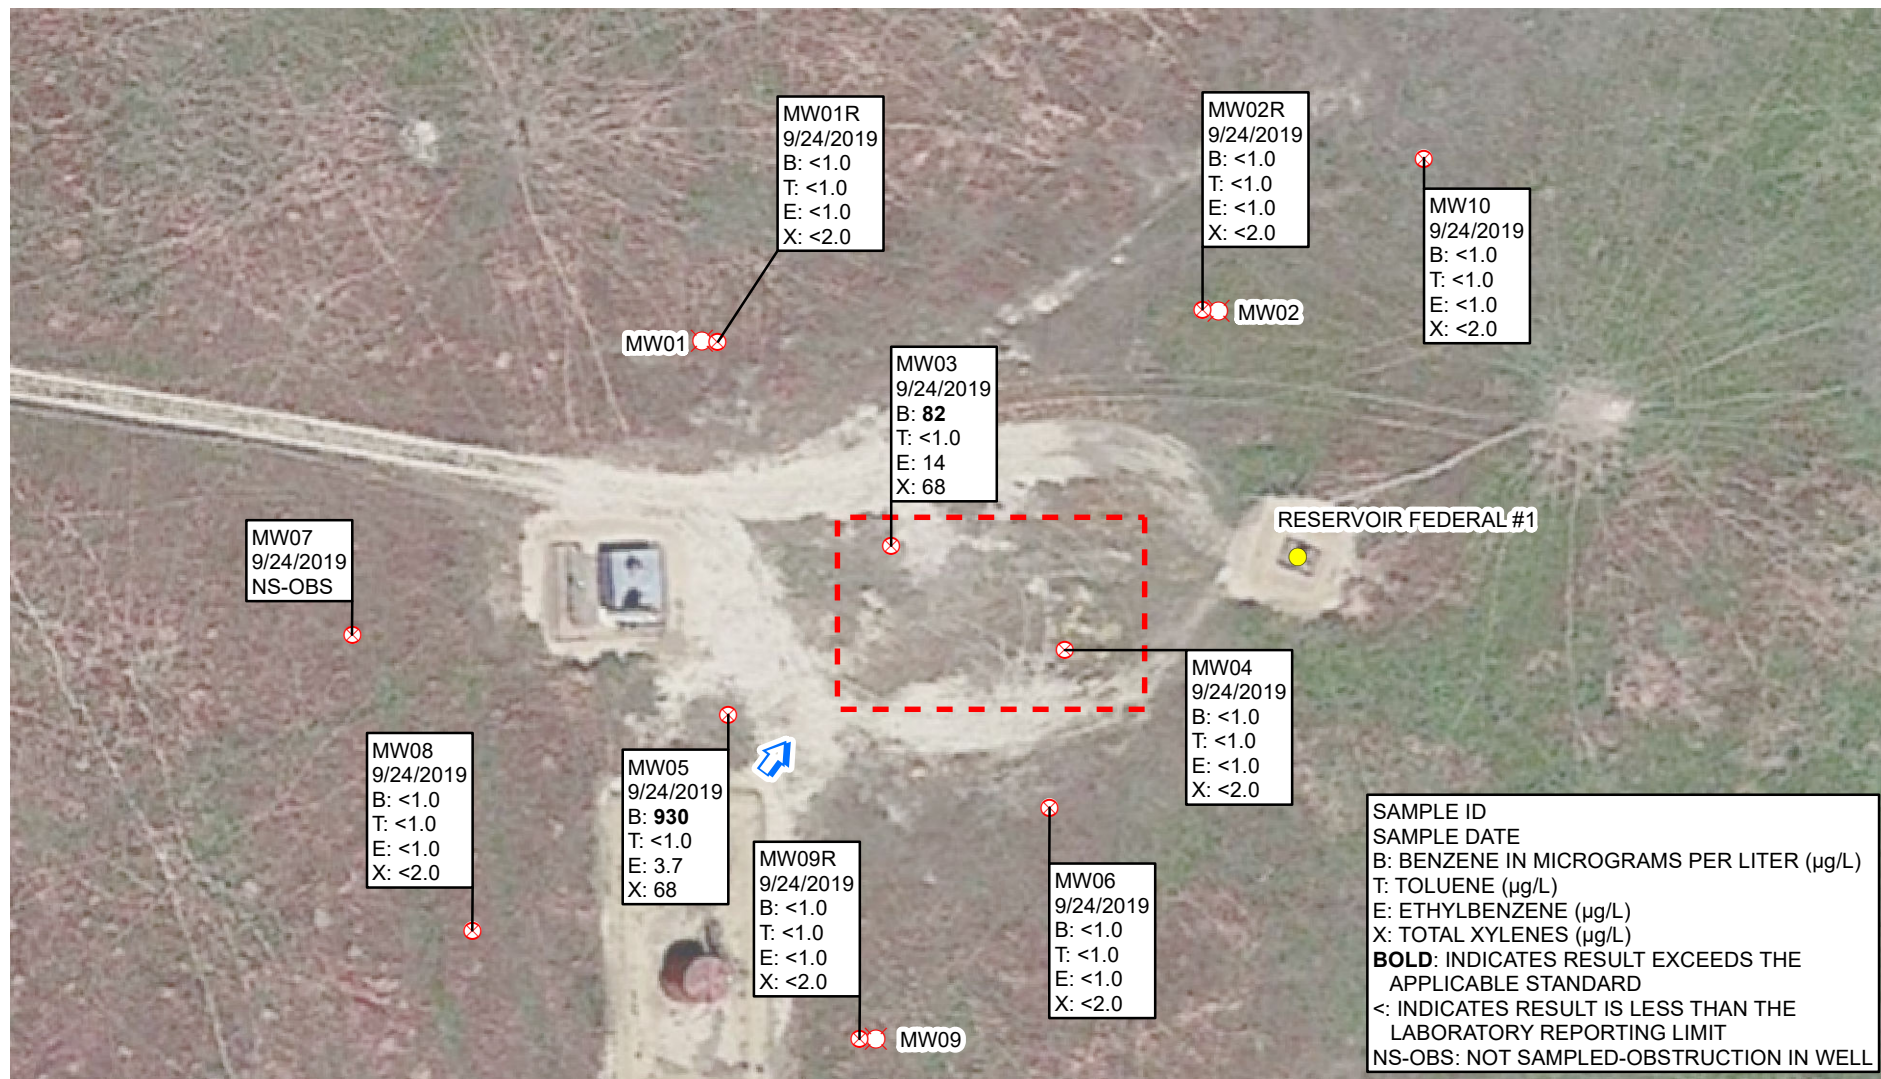 MW01R
9/24/2019
B: <1.0
T: <1.0
E: <1.0
X: <2.0
MW02R
9/24/2019
B: <1.0
T: <1.0
E: <1.0
X: <2.0
MW10
9/24/2019
B: <1.0
T: <1.0
E: <1.0
X: <2.0
MW01
MW02
MW03
9/24/2019
B: 82
T: <1.0
E: 14
X: 68
RESERVOIR FEDERAL #1
MW07
9/24/2019
NS-OBS
MW04
9/24/2019
B: <1.0
T: <1.0
E: <1.0
X: <2.0
MW08
9/24/2019
B: <1.0
T: <1.0
E: <1.0
X: <2.0
MW05
9/24/2019
B: 930
T: <1.0
E: 3.7
X: 68
MW09R
9/24/2019
B: <1.0
T: <1.0
E: <1.0
X: <2.0
MW06
9/24/2019
B: <1.0
T: <1.0
E: <1.0
X: <2.0
MW09
SAMPLE ID
SAMPLE DATE
B: BENZENE IN MICROGRAMS PER LITER (µg/L)
T: TOLUENE (µg/L)
E: ETHYLBENZENE (µg/L)
X: TOTAL XYLENES (µg/L)
BOLD: INDICATES RESULT EXCEEDS THE
APPLICABLE STANDARD
<: INDICATES RESULT IS LESS THAN THE
LABORATORY REPORTING LIMIT
NS-OBS: NOT SAMPLED-OBSTRUCTION IN WELL